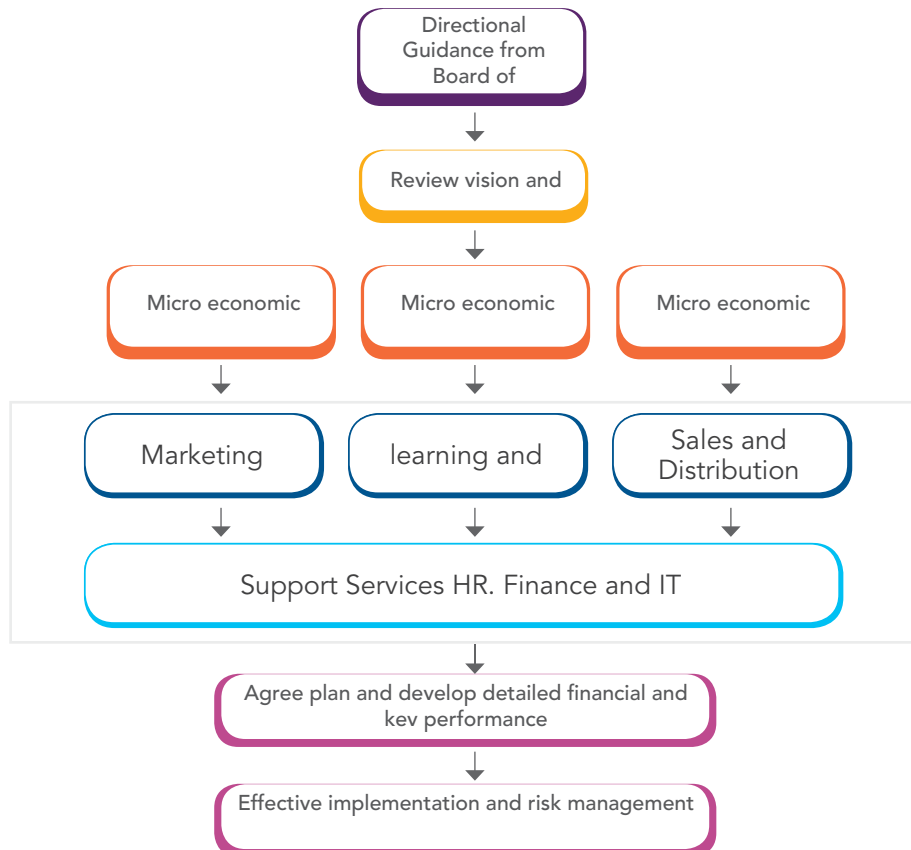 Directional
Guidance from
Board of
Review vision and
Micro economic
Micro economic
Micro economic
Marketing
learning and
Sales and
Distribution
Support Services HR. Finance and IT
Agree plan and develop detailed financial and
kev performance
Effective implementation and risk management